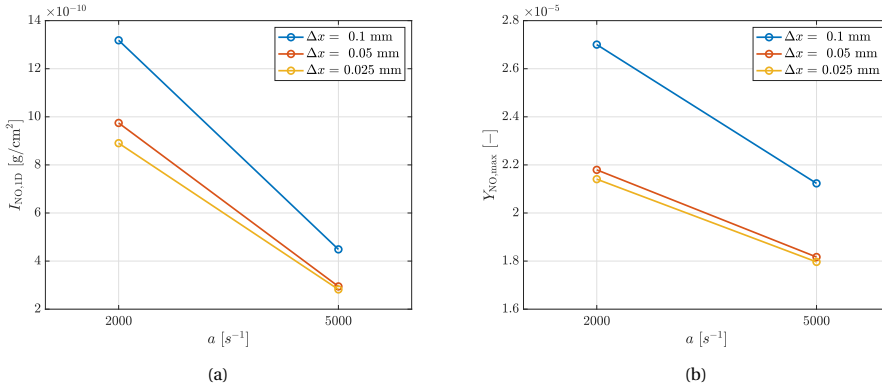 ×10⁻¹⁰
14
12
10
8
6
4
2
2000
5000
I_NO,1D [g/cm²]
a [s⁻¹]
Δx = 0.1 mm
Δx = 0.05 mm
Δx = 0.025 mm
(a)
×10⁻⁵
2.8
2.6
2.4
2.2
2
1.8
1.6
2000
5000
Y_NO,max [−]
a [s⁻¹]
Δx = 0.1 mm
Δx = 0.05 mm
Δx = 0.025 mm
(b)